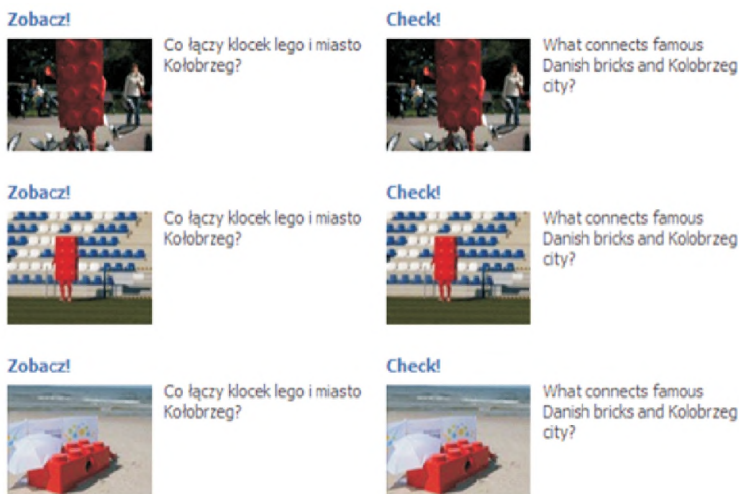 Zobacz!
Co łączy klocek lego i miasto
Kołobrzeg?
Check!
What connects famous
Danish bricks and Kolobrzeg
city?
Zobacz!
Co łączy klocek lego i miasto
Kołobrzeg?
Check!
What connects famous
Danish bricks and Kolobrzeg
city?
Zobacz!
Co łączy klocek lego i miasto
Kołobrzeg?
Check!
What connects famous
Danish bricks and Kolobrzeg
city?